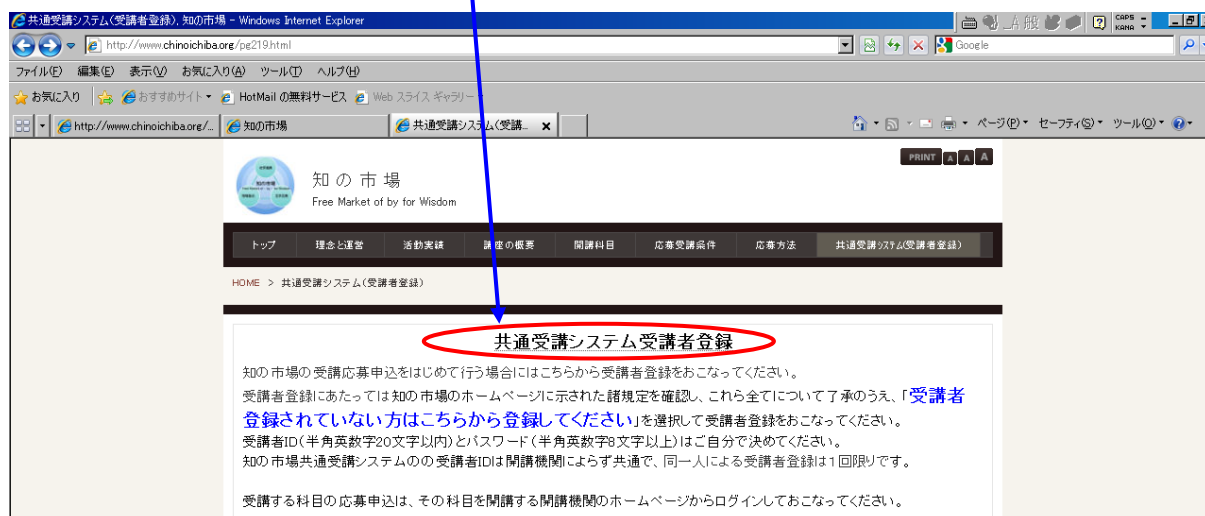 共通受講システム(受講者登録), 知の市場 - Windows Internet Explorer
A 般 CAPS KANA
http://www.chinoichiba.org/pg219.html
Google
ファイル(F) 編集(E) 表示(V) お気に入り(A) ツール(T) ヘルプ(H)
お気に入り おすすめサイト HotMail の無料サービス Web スライス ギャラリー
http://www.chinoichiba.org/... 知の市場 共通受講システム(受講... ページ(P) セーフティ(S) ツール(O)
PRINT A A A
知の市場
Free Market of by for Wisdom
トップ 理念と運営 活動実績 講座の概要 開講科目 応募受講条件 応募方法 共通受講システム(受講者登録)
HOME > 共通受講システム(受講者登録)
共通受講システム受講者登録
知の市場の受講応募申込をはじめて行う場合にはこちらから受講者登録をおこなってください。
受講者登録にあたっては知の市場のホームページに示された諸規定を確認し、これら全てについて了承のうえ、「受講者
登録されていない方はこちらから登録してください」を選択して受講者登録をおこなってください。
受講者ID(半角英数字20文字以内)とパスワード(半角英数字8文字以上)はご自分で決めてください。
知の市場共通受講システムのの受講者IDは開講機関によらず共通で、同一人による受講者登録は1回限りです。
受講する科目の応募申込は、その科目を開講する開講機関のホームページからログインしておこなってください。